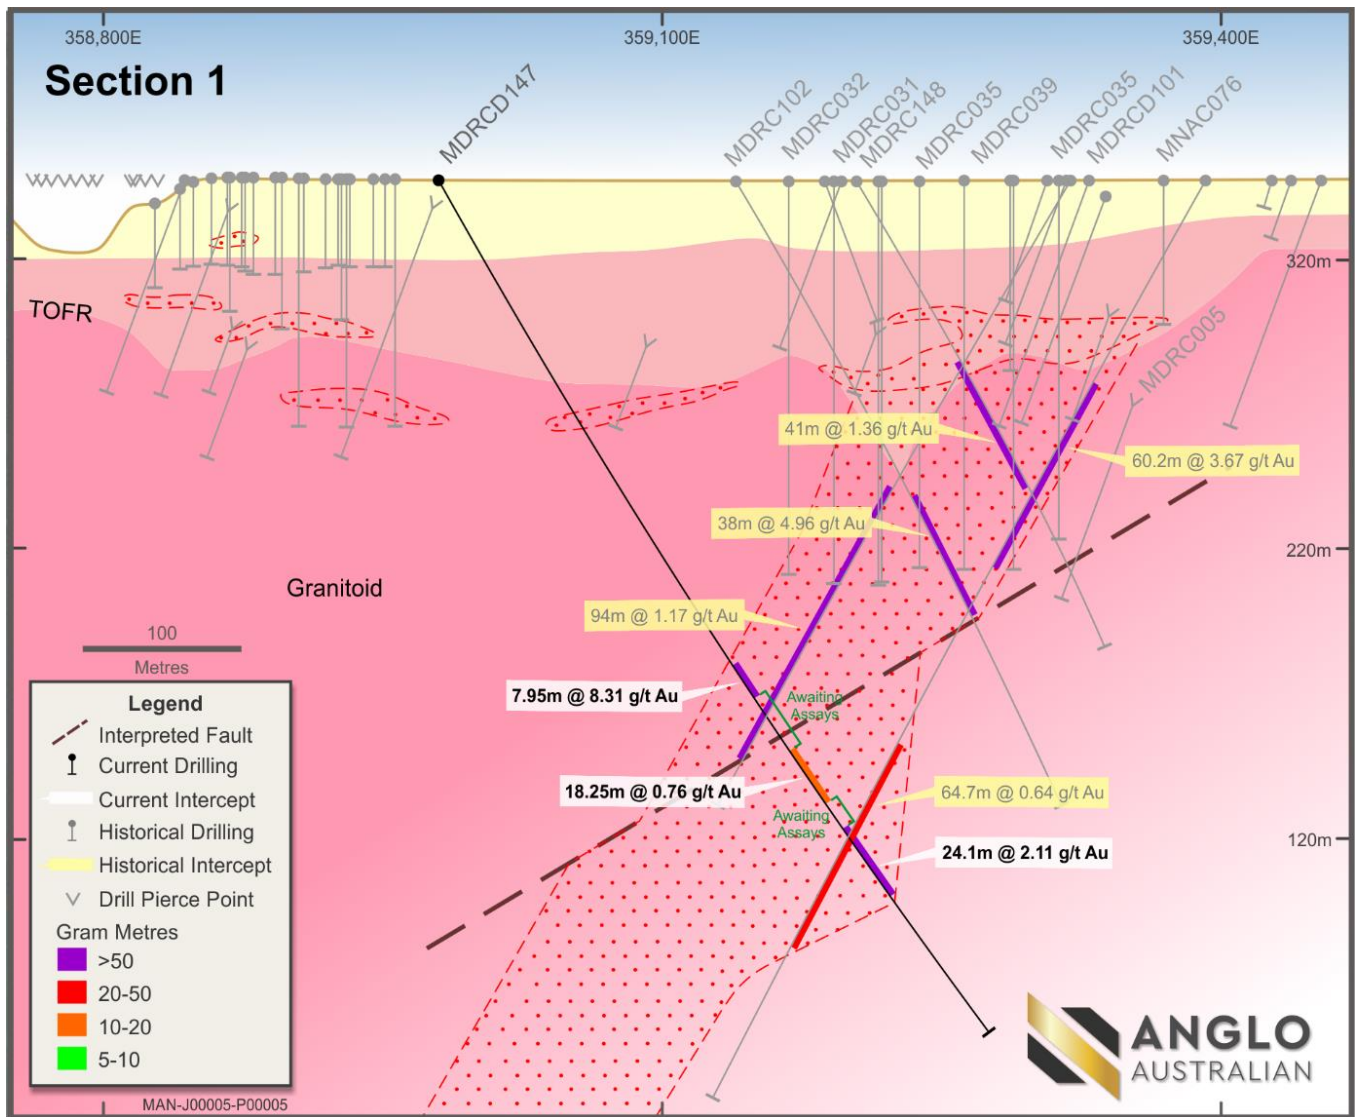 358,800E
359,100E
359,400E
Section 1
MDRCD147
MDRC102
MDRC032
MDRC031
MDRC148
MDRC035
MDRC039
MDRC035
MDRCD101
MNAC076
320m
TOFR
MDRC005
41m @ 1.36 g/t Au
60.2m @ 3.67 g/t Au
38m @ 4.96 g/t Au
220m
Granitoid
94m @ 1.17 g/t Au
100
Metres
7.95m @ 8.31 g/t Au
Awaiting
Assays
18.25m @ 0.76 g/t Au
64.7m @ 0.64 g/t Au
Awaiting
Assays
120m
24.1m @ 2.11 g/t Au
Legend
Interpreted Fault
Current Drilling
Current Intercept
Historical Drilling
Historical Intercept
Drill Pierce Point
Gram Metres
>50
20-50
10-20
5-10
MAN-J00005-P00005
ANGLO
AUSTRALIAN